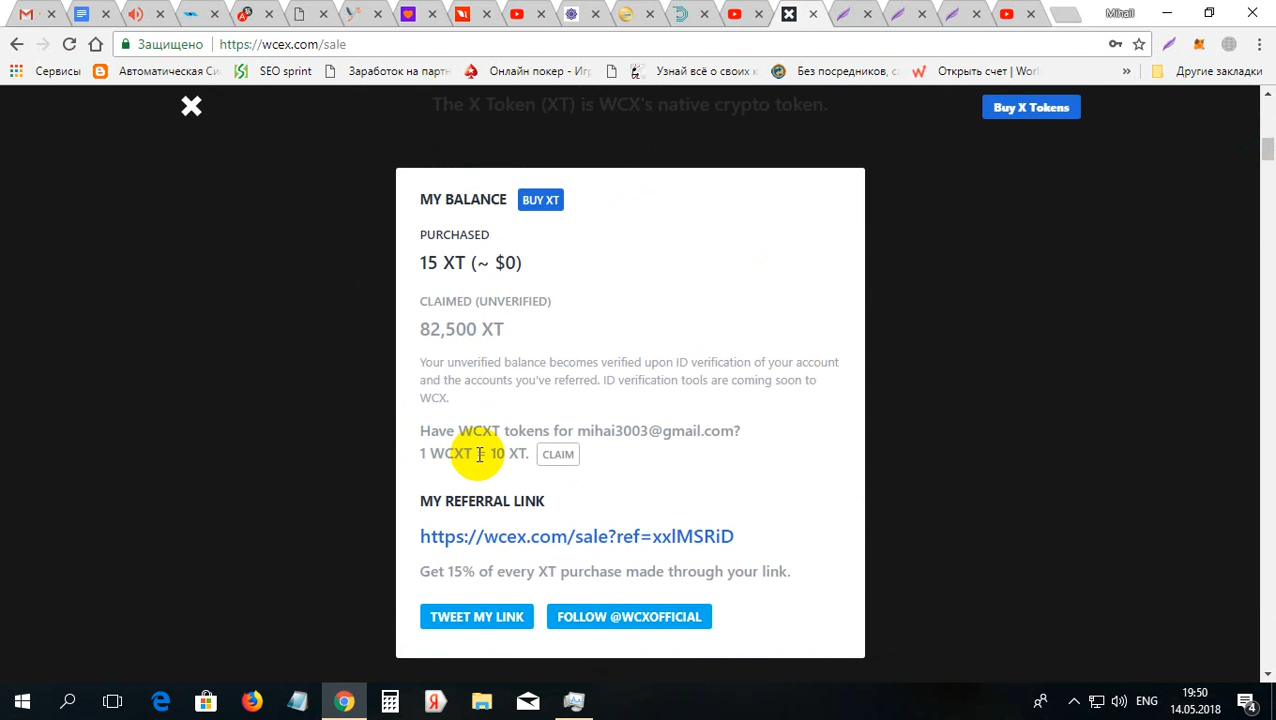 Mihail
Защищено
https://wcex.com/sale
Сервисы
Автоматическая Си
SEO sprint
Заработок на партн
Онлайн покер - Иг
Узнай всё о своих к
Без посредников, са
Открыть счет | Worl
»
Другие закладки
The X Token (XT) is WCX's native crypto token.
Buy X Tokens
MY BALANCE
BUY XT
PURCHASED
15 XT (~ $0)
CLAIMED (UNVERIFIED)
82,500 XT
Your unverified balance becomes verified upon ID verification of your account
and the accounts you've referred. ID verification tools are coming soon to
WCX.
Have WCXT tokens for mihai3003@gmail.com?
1 WCXT = 10 XT.
CLAIM
MY REFERRAL LINK
https://wcex.com/sale?ref=xxlMSRiD
Get 15% of every XT purchase made through your link.
TWEET MY LINK
FOLLOW @WCXOFFICIAL
ENG
19:50
14.05.2018
4